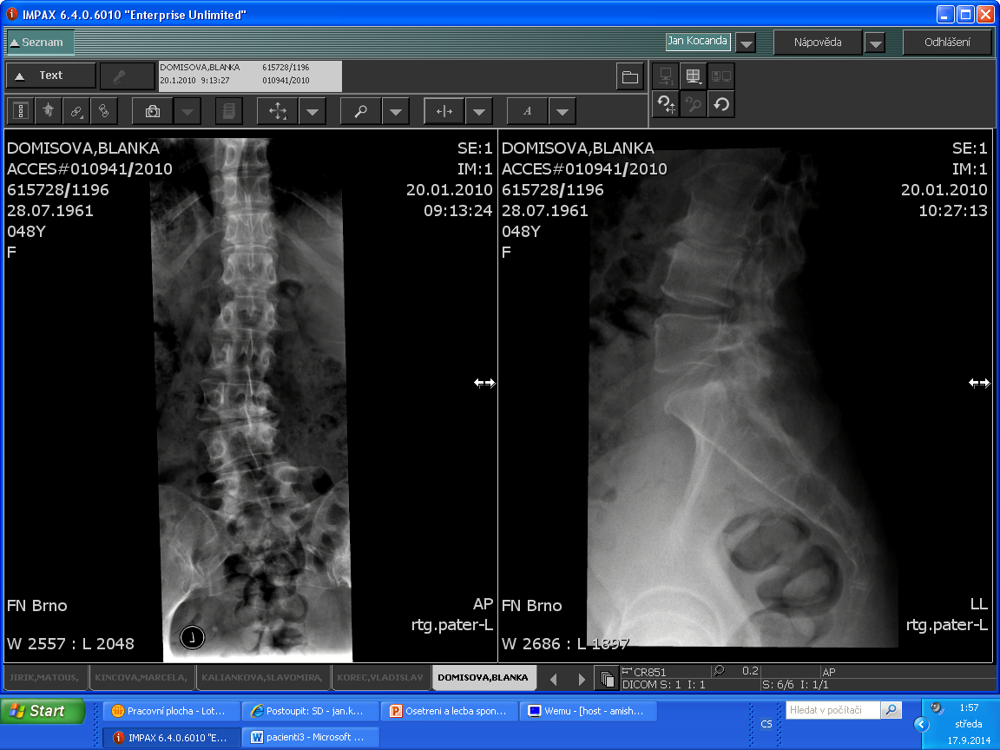 IMPAX 6.4.0.6010 "Enterprise Unlimited"
Seznam
Jan Kocanda
Nápověda
Odhlášení
Text
DOMISOVA,BLANKA 615728/1196
20.1.2010 9:13:27 010941/2010
A
DOMISOVA,BLANKA
ACCES#010941/2010
615728/1196
28.07.1961
048Y
F
SE:1
IM:1
20.01.2010
09:13:24
FN Brno
W 2557 : L 2048
AP
rtg.pater-L
DOMISOVA,BLANKA
ACCES#010941/2010
615728/1196
28.07.1961
048Y
F
SE:1
IM:1
20.01.2010
10:27:13
FN Brno
W 2686 : L 1897
LL
rtg.pater-L
JIRIK,MATOUS,
KINCOVA,MARCELA,
KALIANKOVA,SLAVOMIRA,
KOREC,VLADISLAV
DOMISOVA,BLANKA
CR851 0.2 AP
DICOM S: 1 I: 1 S: 6/6 I: 1/1
Start
Pracovní plocha - Lot...
Postoupit: SD - jan.k...
Osetreni a lecba spon...
Wemu - [host - amish...
IMPAX 6.4.0.6010 "E...
pacienti3 - Microsoft ...
CS
Hledat v počítači
1:57
středa
17.9.2014